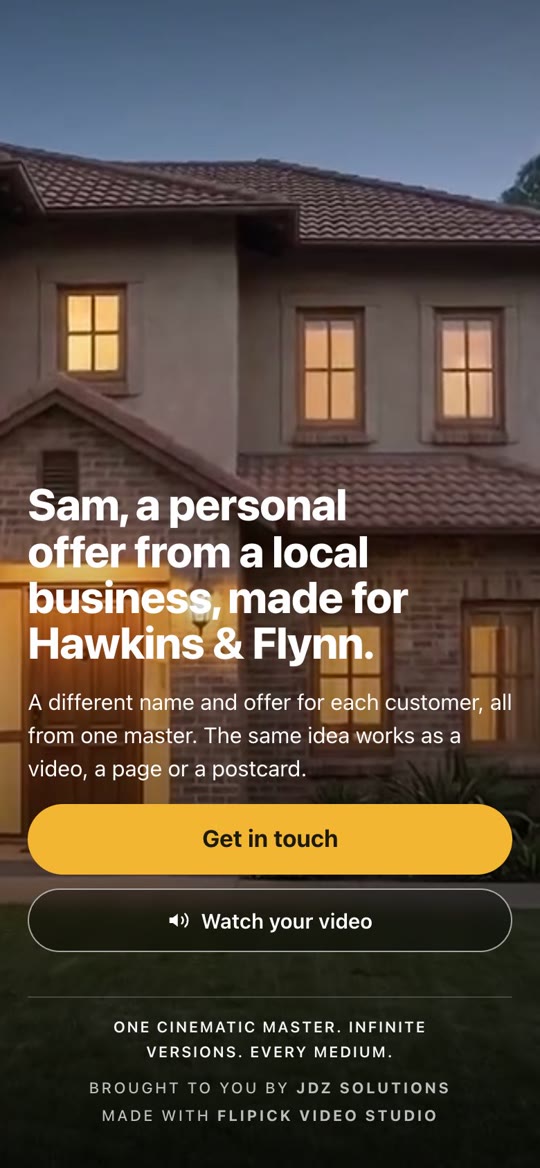 Sam, a personal
offer from a local
business, made for
Hawkins & Flynn.
A different name and offer for each customer, all
from one master. The same idea works as a
video, a page or a postcard.
Get in touch
Watch your video
ONE CINEMATIC MASTER. INFINITE
VERSIONS. EVERY MEDIUM.
BROUGHT TO YOU BY JDZ SOLUTIONS
MADE WITH FLIPICK VIDEO STUDIO